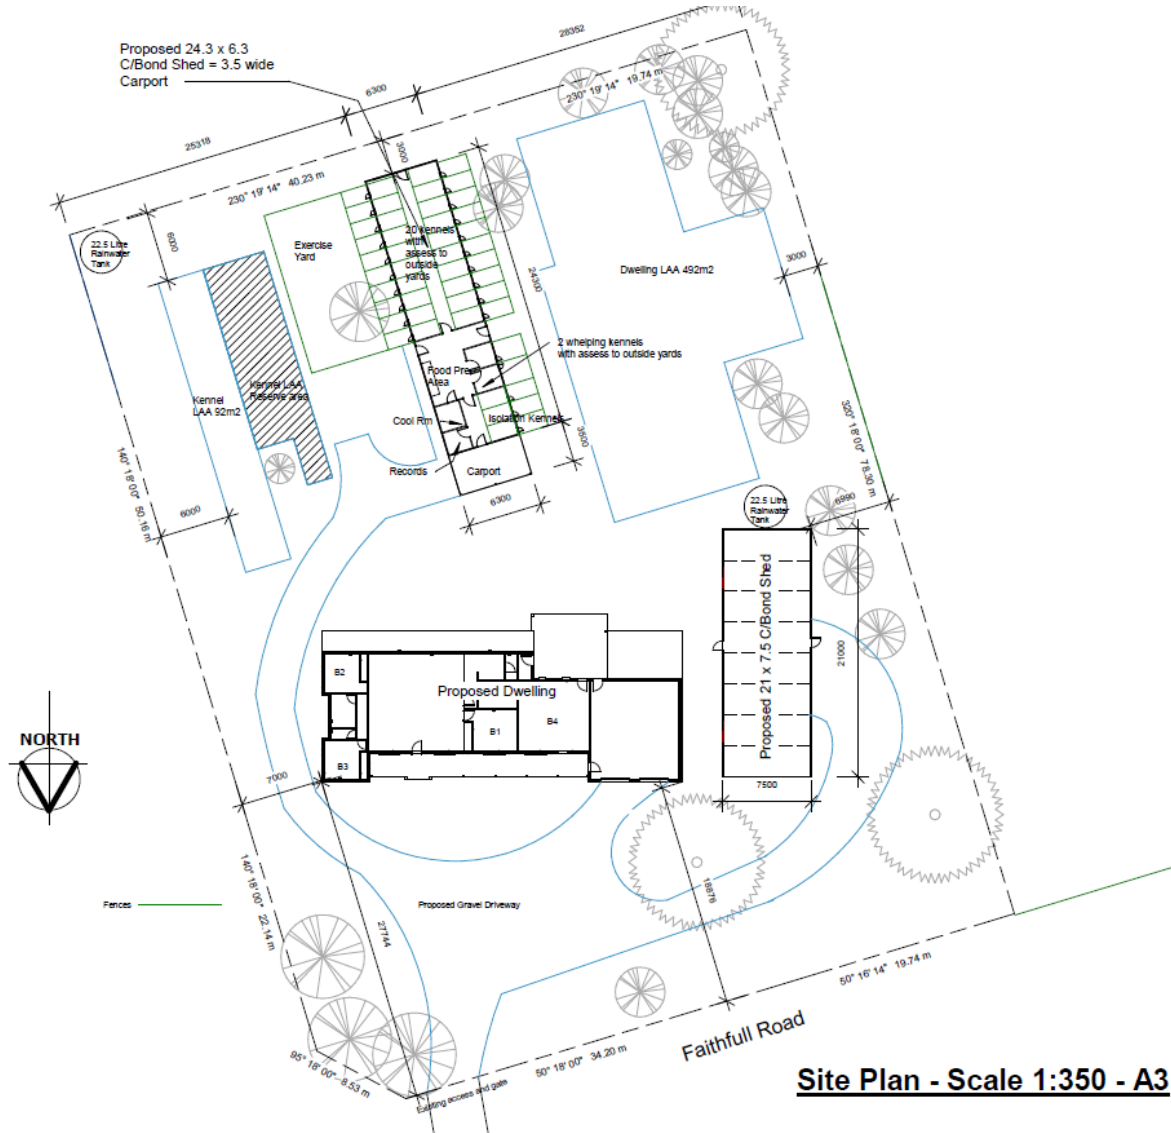 Proposed 24.3 x 6.3
C/Bond Shed = 3.5 wide
Carport
28352
6300
25318
230° 19' 14" 19.74 m
3000
230° 19' 14" 40.23 m
6000
22.5 Litre
Rainwater
Tank
Exercise
Yard
20 kennels
with
assess to
outside
yards
24300
Dwelling LAA 492m2
3000
2 whelping kennels
with assess to outside yards
Food Prep
Area
Kennel LAA
Reserve area
Kennel
LAA 92m2
Cool Rm
Isolation Kennels
3500
Records
Carport
6300
6000
140° 18' 00" 50.16 m
320° 18' 00" 78.30 m
22.5 Litre
Rainwater
Tank
6990
Proposed 21 x 7.5 C/Bond Shed
21000
7500
B2
Proposed Dwelling
B4
B1
B3
NORTH
7000
140° 18' 00" 22.14 m
Fences
Proposed Gravel Driveway
27744
18876
50° 16' 14" 19.74 m
Faithfull Road
50° 18' 00" 34.20 m
95° 18' 00" 8.53 m
Existing access and gate
Site Plan - Scale 1:350 - A3